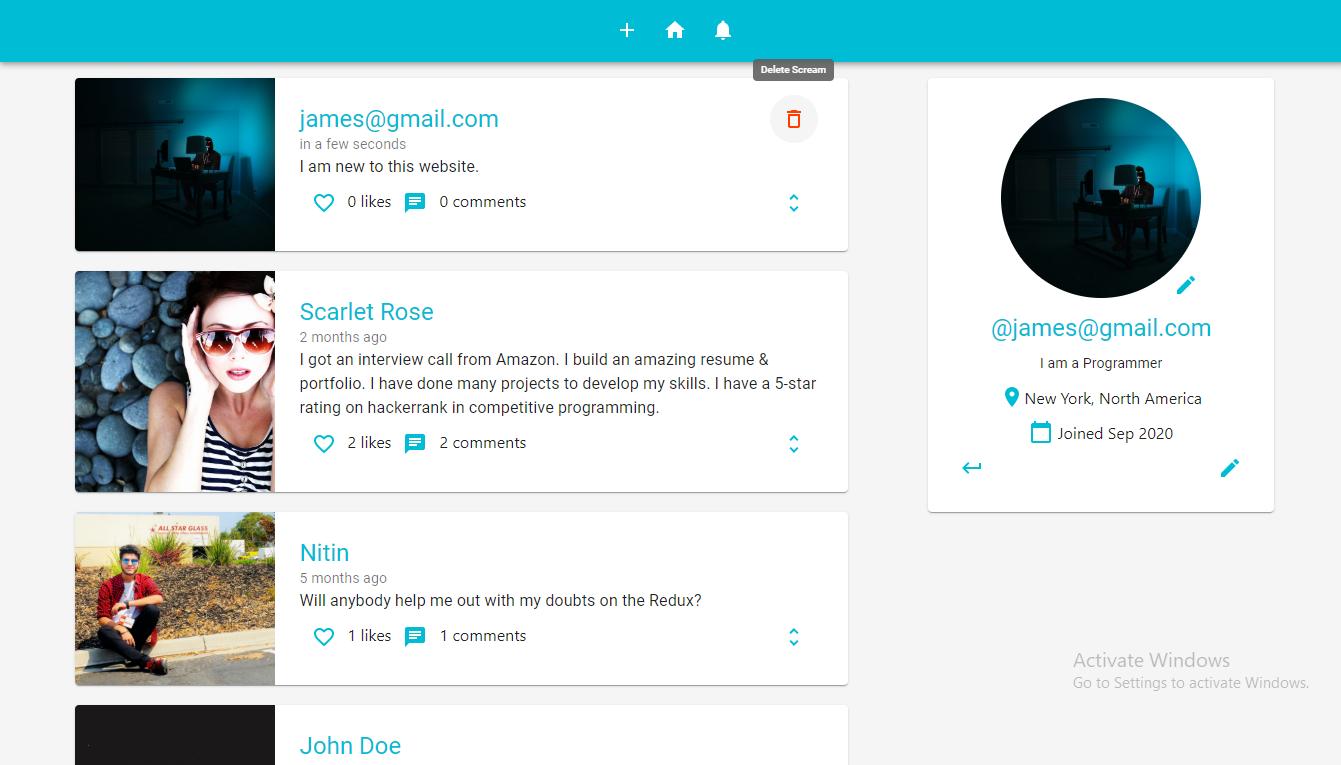 Delete Scream
james@gmail.com
in a few seconds
I am new to this website.
0 likes 0 comments
Scarlet Rose
2 months ago
I got an interview call from Amazon. I build an amazing resume &
portfolio. I have done many projects to develop my skills. I have a 5-star
rating on hackerrank in competitive programming.
2 likes 2 comments
ALL STAR GLASS
Nitin
5 months ago
Will anybody help me out with my doubts on the Redux?
1 likes 1 comments
John Doe
@james@gmail.com
I am a Programmer
New York, North America
Joined Sep 2020
Activate Windows
Go to Settings to activate Windows.